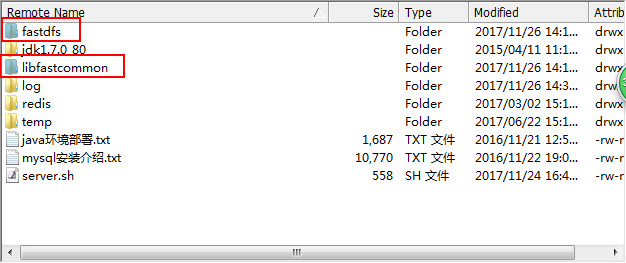 Remote Name / Size Type Modified Attrib
fastdfs Folder 2017/11/26 14:1... drwx
jdk1.7.0_80 Folder 2015/04/11 11:1... drwx
libfastcommon Folder 2017/11/26 14:1... drwx
log Folder 2017/11/26 14:3... drwx
redis Folder 2017/03/02 15:1... drwx
temp Folder 2017/06/22 15:1... drwx
java环境部署.txt 1,687 TXT 文件 2016/11/21 12:5... -rw-r
mysql安装介绍.txt 10,770 TXT 文件 2016/11/22 19:0... -rw-r
server.sh 558 SH 文件 2017/11/24 16:4... -rw-r